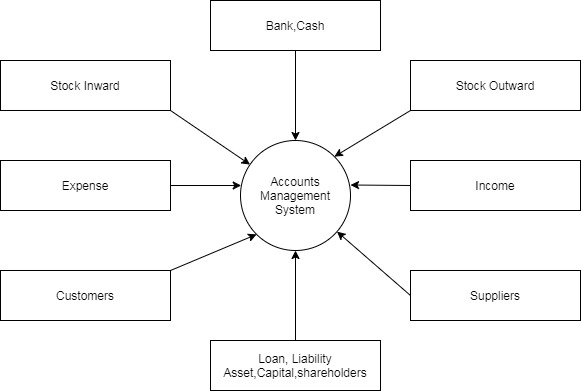 Bank,Cash
Stock Inward
Stock Outward
Expense
Accounts
Management
System
Income
Customers
Suppliers
Loan, Liability
Asset,Capital,shareholders